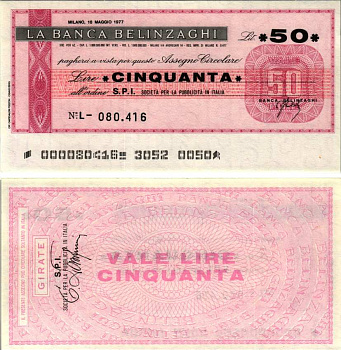 MILANO, 10 MAGGIO 1977
LA BANCA BELINZAGHI Lit *50*
pagherà a vista per questo Assegno Circolare
Lire *CINQUANTA*
all'ordine S.P.I. SOCIETÀ PER LA PUBBLICITÀ IN ITALIA
50
BANCA BELINZAGHI
N° L- 080.416
000080416 3052 0050
GIRATE
S.P.I.
SOCIETÀ PER LA PUBBLICITÀ IN ITALIA
VALE LIRE
CINQUANTA